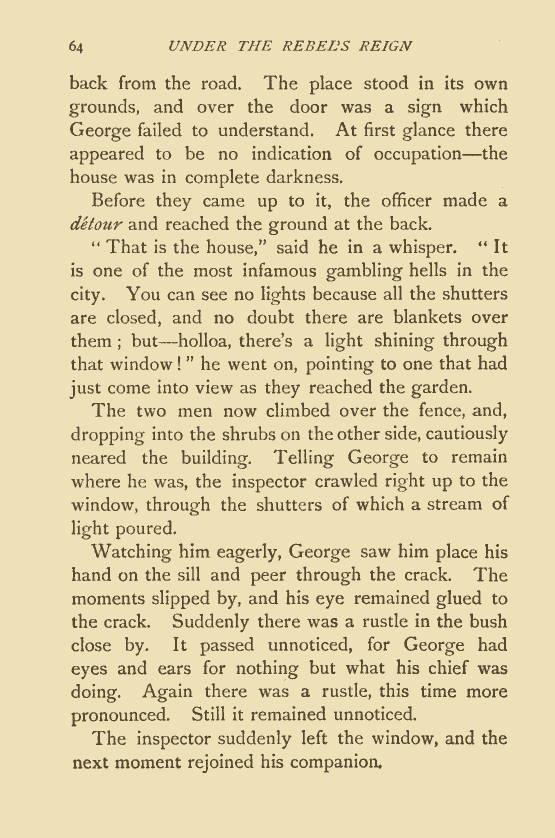 64 UNDER THE REBEL'S REIGN
back from the road. The place stood in its own
grounds, and over the door was a sign which
George failed to understand. At first glance there
appeared to be no indication of occupation—the
house was in complete darkness.
Before they came up to it, the officer made a
détour and reached the ground at the back.
“ That is the house,” said he in a whisper. “ It
is one of the most infamous gambling hells in the
city. You can see no lights because all the shutters
are closed, and no doubt there are blankets over
them ; but—holloa, there's a light shining through
that window ! ” he went on, pointing to one that had
just come into view as they reached the garden.
The two men now climbed over the fence, and,
dropping into the shrubs on the other side, cautiously
neared the building. Telling George to remain
where he was, the inspector crawled right up to the
window, through the shutters of which a stream of
light poured.
Watching him eagerly, George saw him place his
hand on the sill and peer through the crack. The
moments slipped by, and his eye remained glued to
the crack. Suddenly there was a rustle in the bush
close by. It passed unnoticed, for George had
eyes and ears for nothing but what his chief was
doing. Again there was a rustle, this time more
pronounced. Still it remained unnoticed.
The inspector suddenly left the window, and the
next moment rejoined his companion.